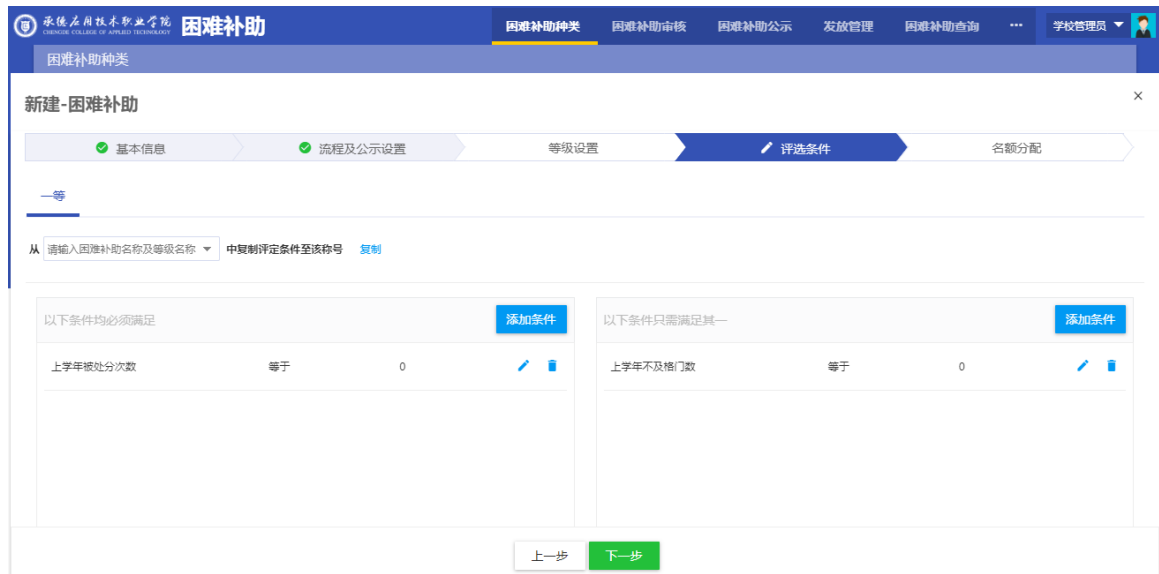 承德应用技术职业学院 困难补助 困难补助种类 困难补助审核 困难补助公示 发放管理 困难补助查询 ··· 学校管理员
CHENGDE COLLEGE OF APPLIED TECHNOLOGY
困难补助种类
新建-困难补助 ×
基本信息 流程及公示设置 等级设置 评选条件 名额分配
一等
从 请输入困难补助名称及等级名称 中复制评定条件至该称号 复制
以下条件均必须满足 添加条件 以下条件只需满足其一 添加条件
上学年被处分次数 等于 0 上学年不及格门数 等于 0
上一步 下一步